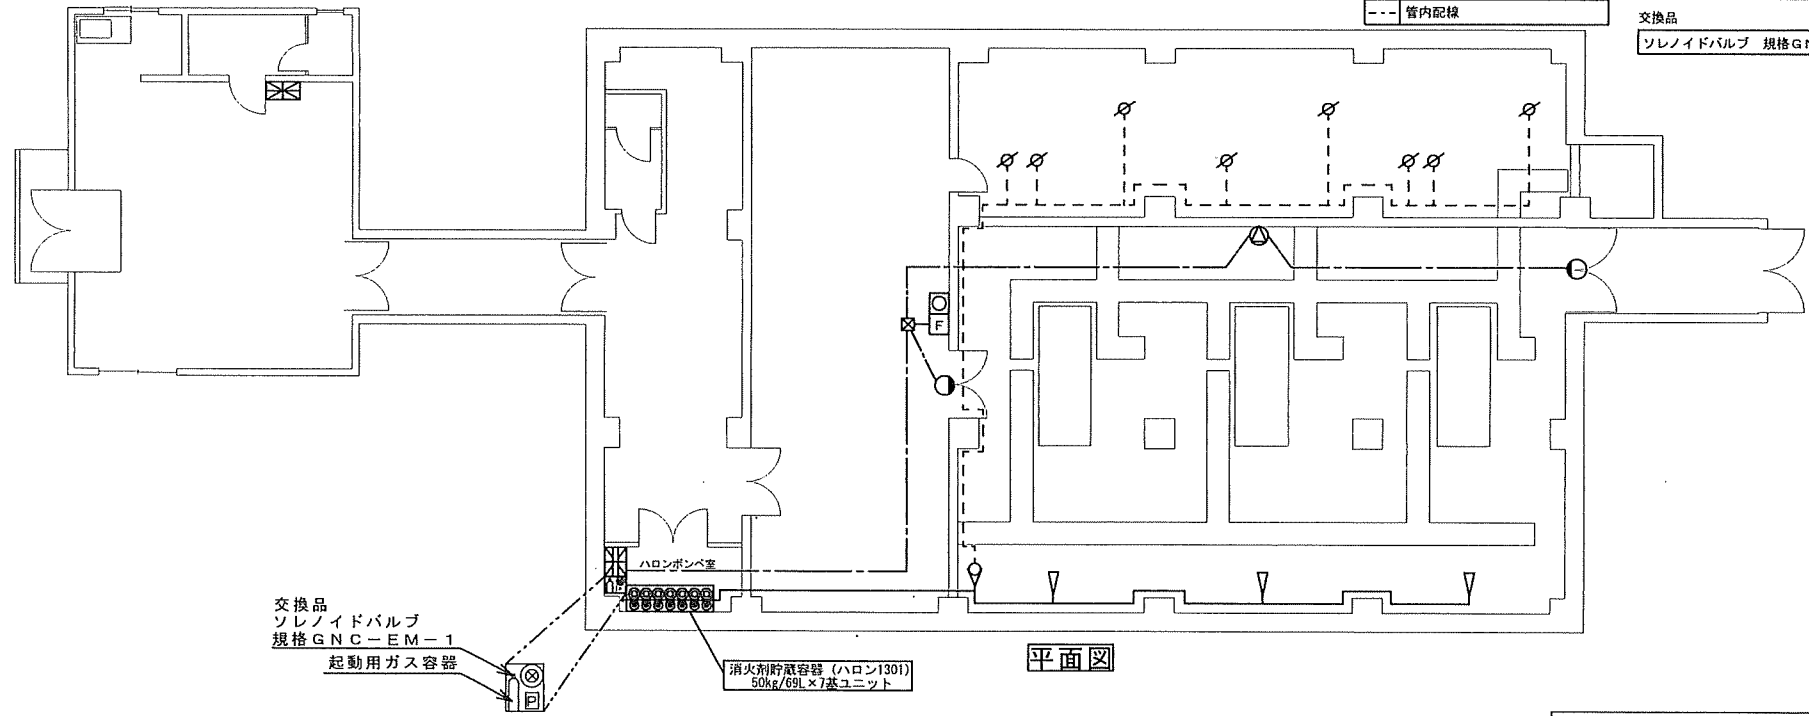 管内配線
交換品
ソレノイドバルブ 規格GN
F
ハロンボンベ室
交換品
ソレノイドバルブ
規格GNC-EM-1
起動用ガス容器
P
消火剤貯蔵容器 (ハロン1301)
50kg/69L×7基ユニット
平面図